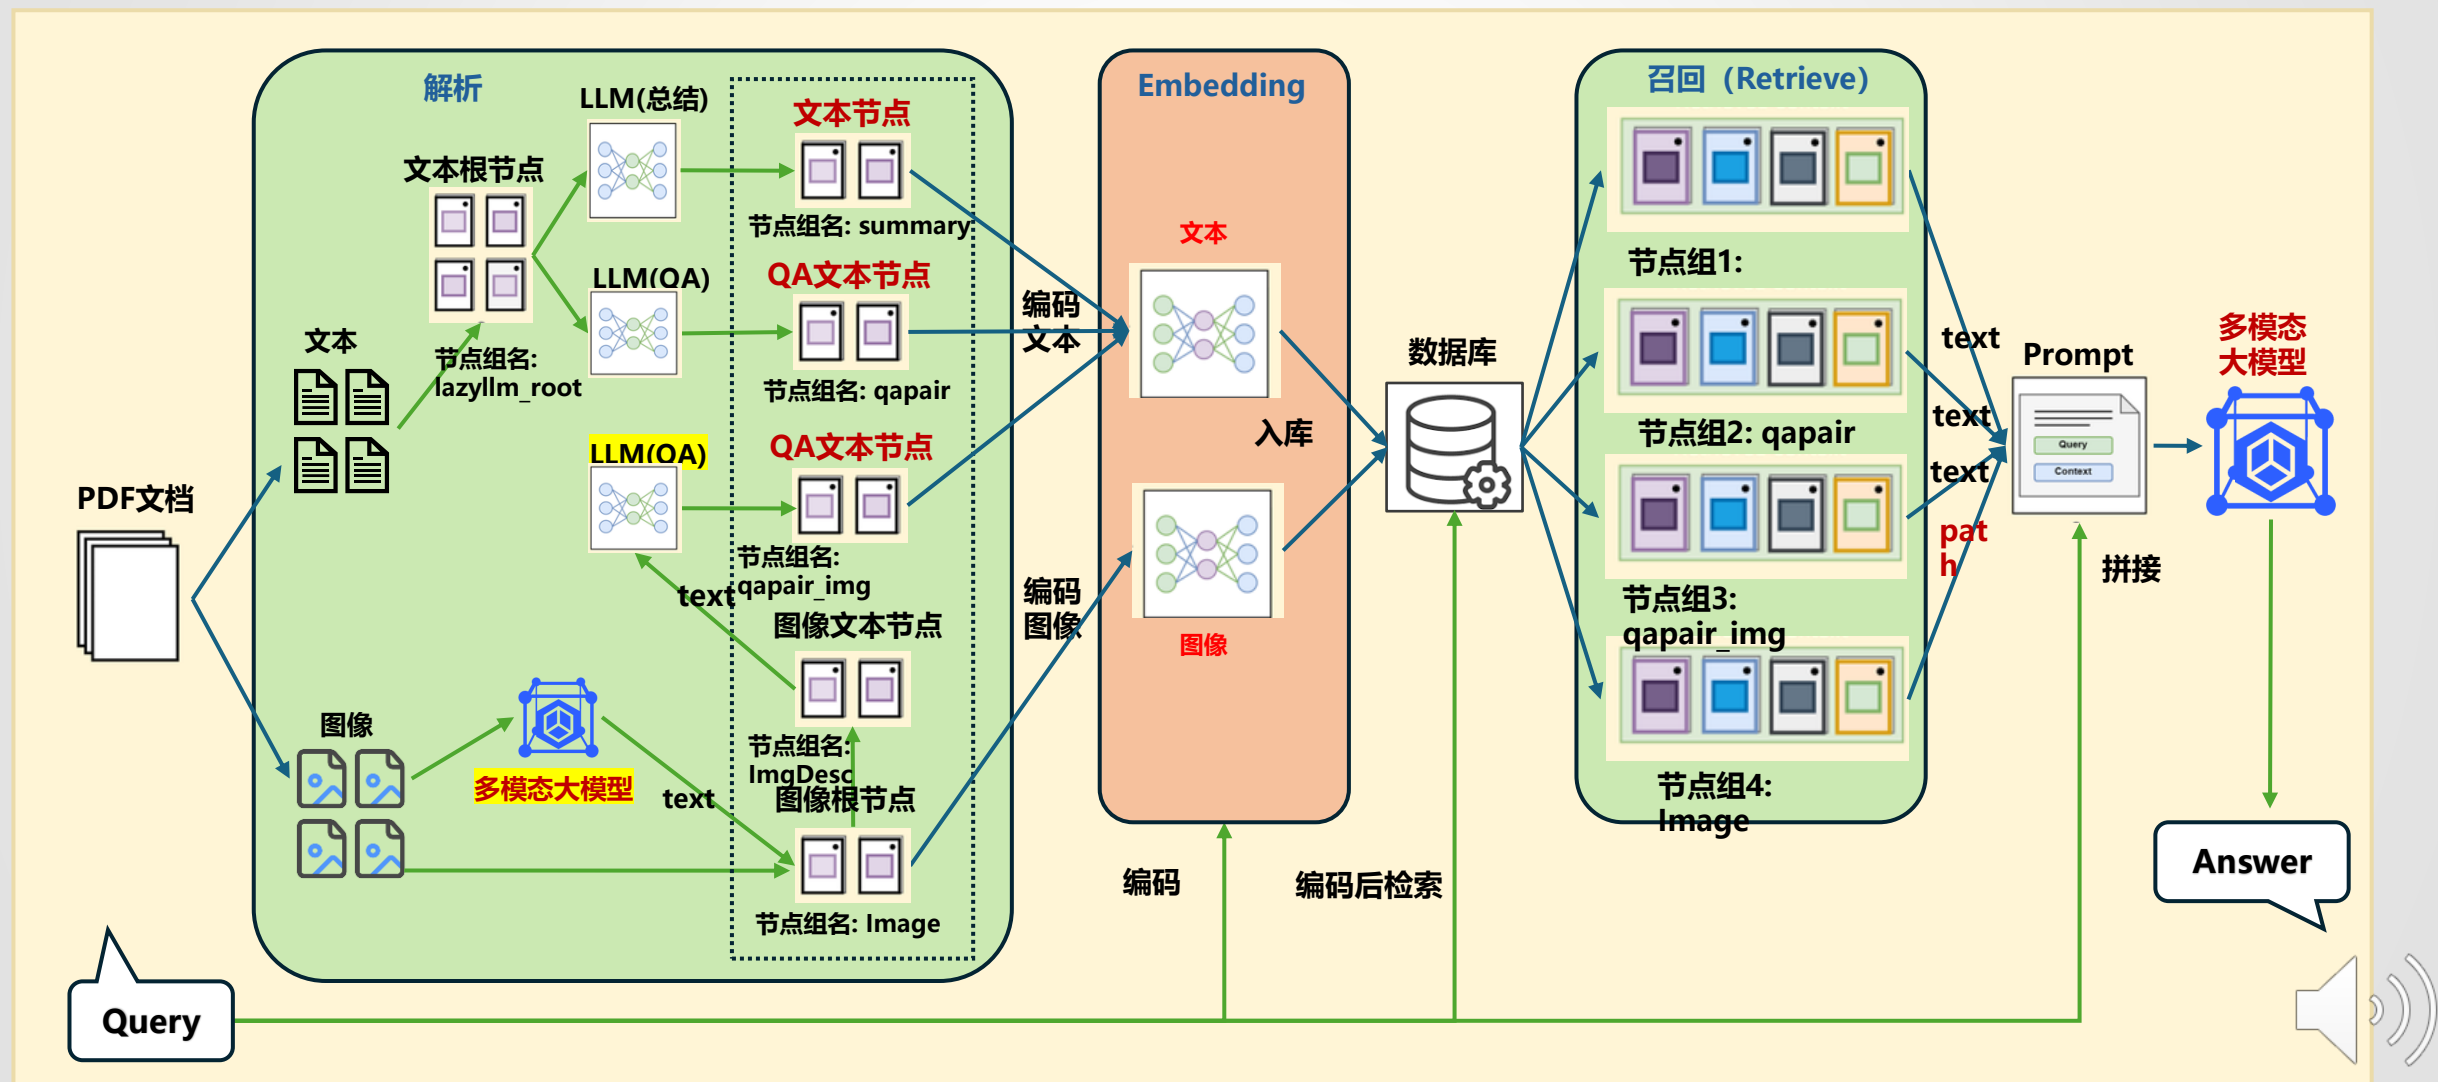 解析
LLM(总结)
文本节点
文本根节点
节点组名: summary
LLM(QA)
QA文本节点
文本
节点组名:
lazyllm_root
节点组名: qapair
LLM(QA)
QA文本节点
PDF文档
节点组名:
qapair_img
text
图像文本节点
图像
节点组名:
ImgDesc
多模态大模型
text
图像根节点
节点组名: Image
编码
文本
编码
图像
Embedding
文本
图像
入库
数据库
召回（Retrieve）
节点组1:
节点组2: qapair
节点组3:
qapair_img
节点组4:
Image
text
text
text
pat
h
Prompt
Query
Context
拼接
多模态
大模型
Answer
编码
编码后检索
Query